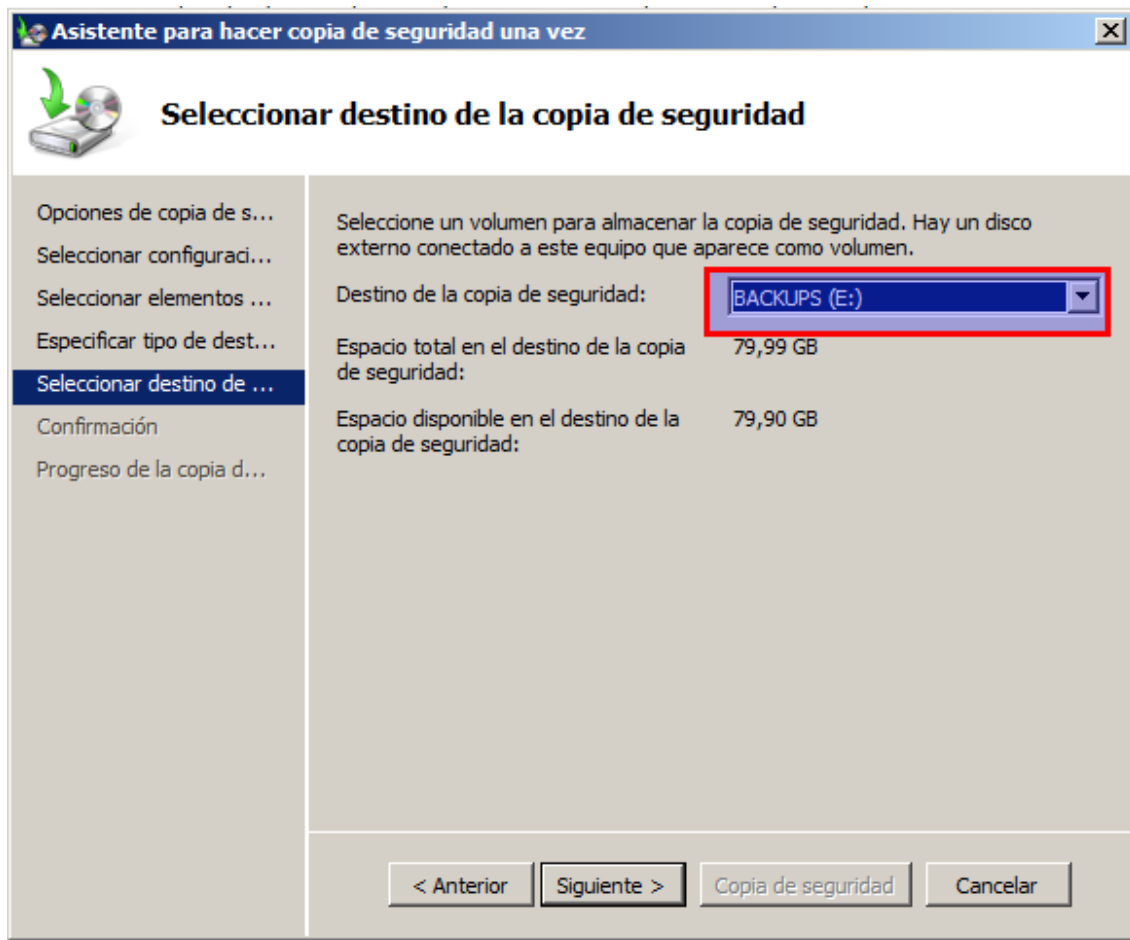 Asistente para hacer copia de seguridad una vez
Seleccionar destino de la copia de seguridad
Opciones de copia de s...
Seleccionar configuraci...
Seleccionar elementos ...
Especificar tipo de dest...
Seleccionar destino de ...
Confirmación
Progreso de la copia d...
Seleccione un volumen para almacenar la copia de seguridad. Hay un disco
externo conectado a este equipo que aparece como volumen.
Destino de la copia de seguridad: BACKUPS (E:)
Espacio total en el destino de la copia 79,99 GB
de seguridad:
Espacio disponible en el destino de la 79,90 GB
copia de seguridad:
< Anterior Siguiente > Copia de seguridad Cancelar